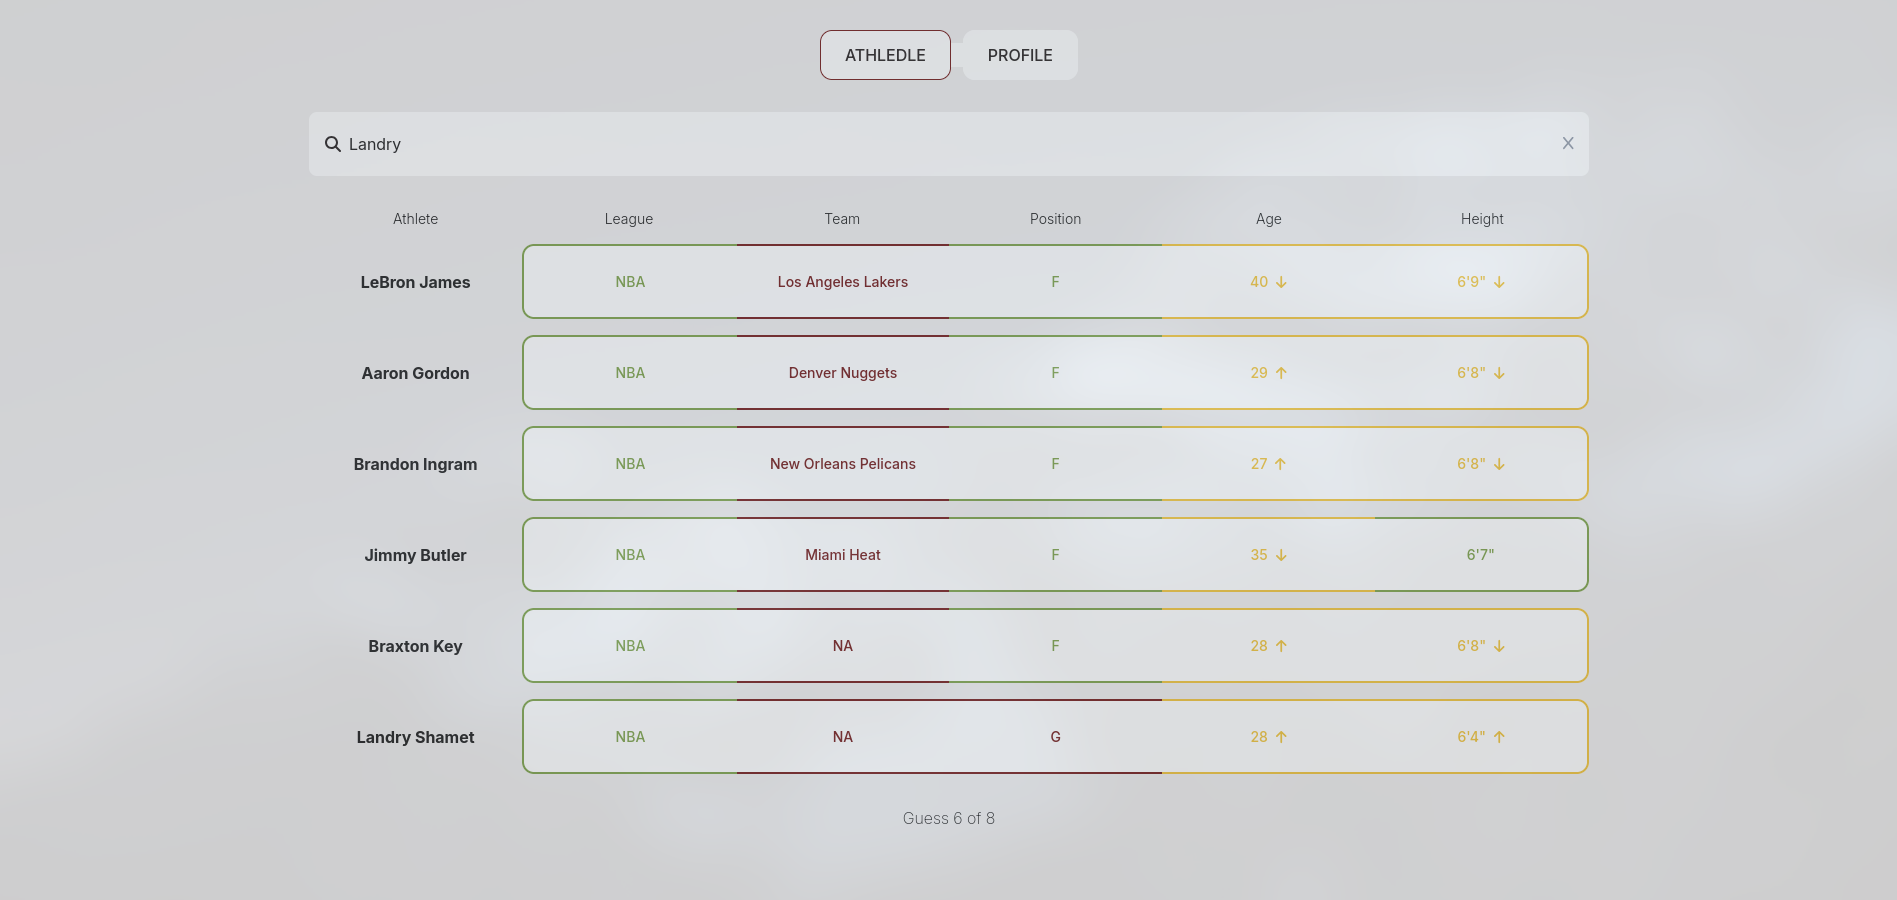 ATHLEDLE PROFILE
Landry X
Athlete League Team Position Age Height
LeBron James NBA Los Angeles Lakers F 40 ↓ 6'9" ↓
Aaron Gordon NBA Denver Nuggets F 29 ↑ 6'8" ↓
Brandon Ingram NBA New Orleans Pelicans F 27 ↑ 6'8" ↓
Jimmy Butler NBA Miami Heat F 35 ↓ 6'7"
Braxton Key NBA NA F 28 ↑ 6'8" ↓
Landry Shamet NBA NA G 28 ↑ 6'4" ↑
Guess 6 of 8